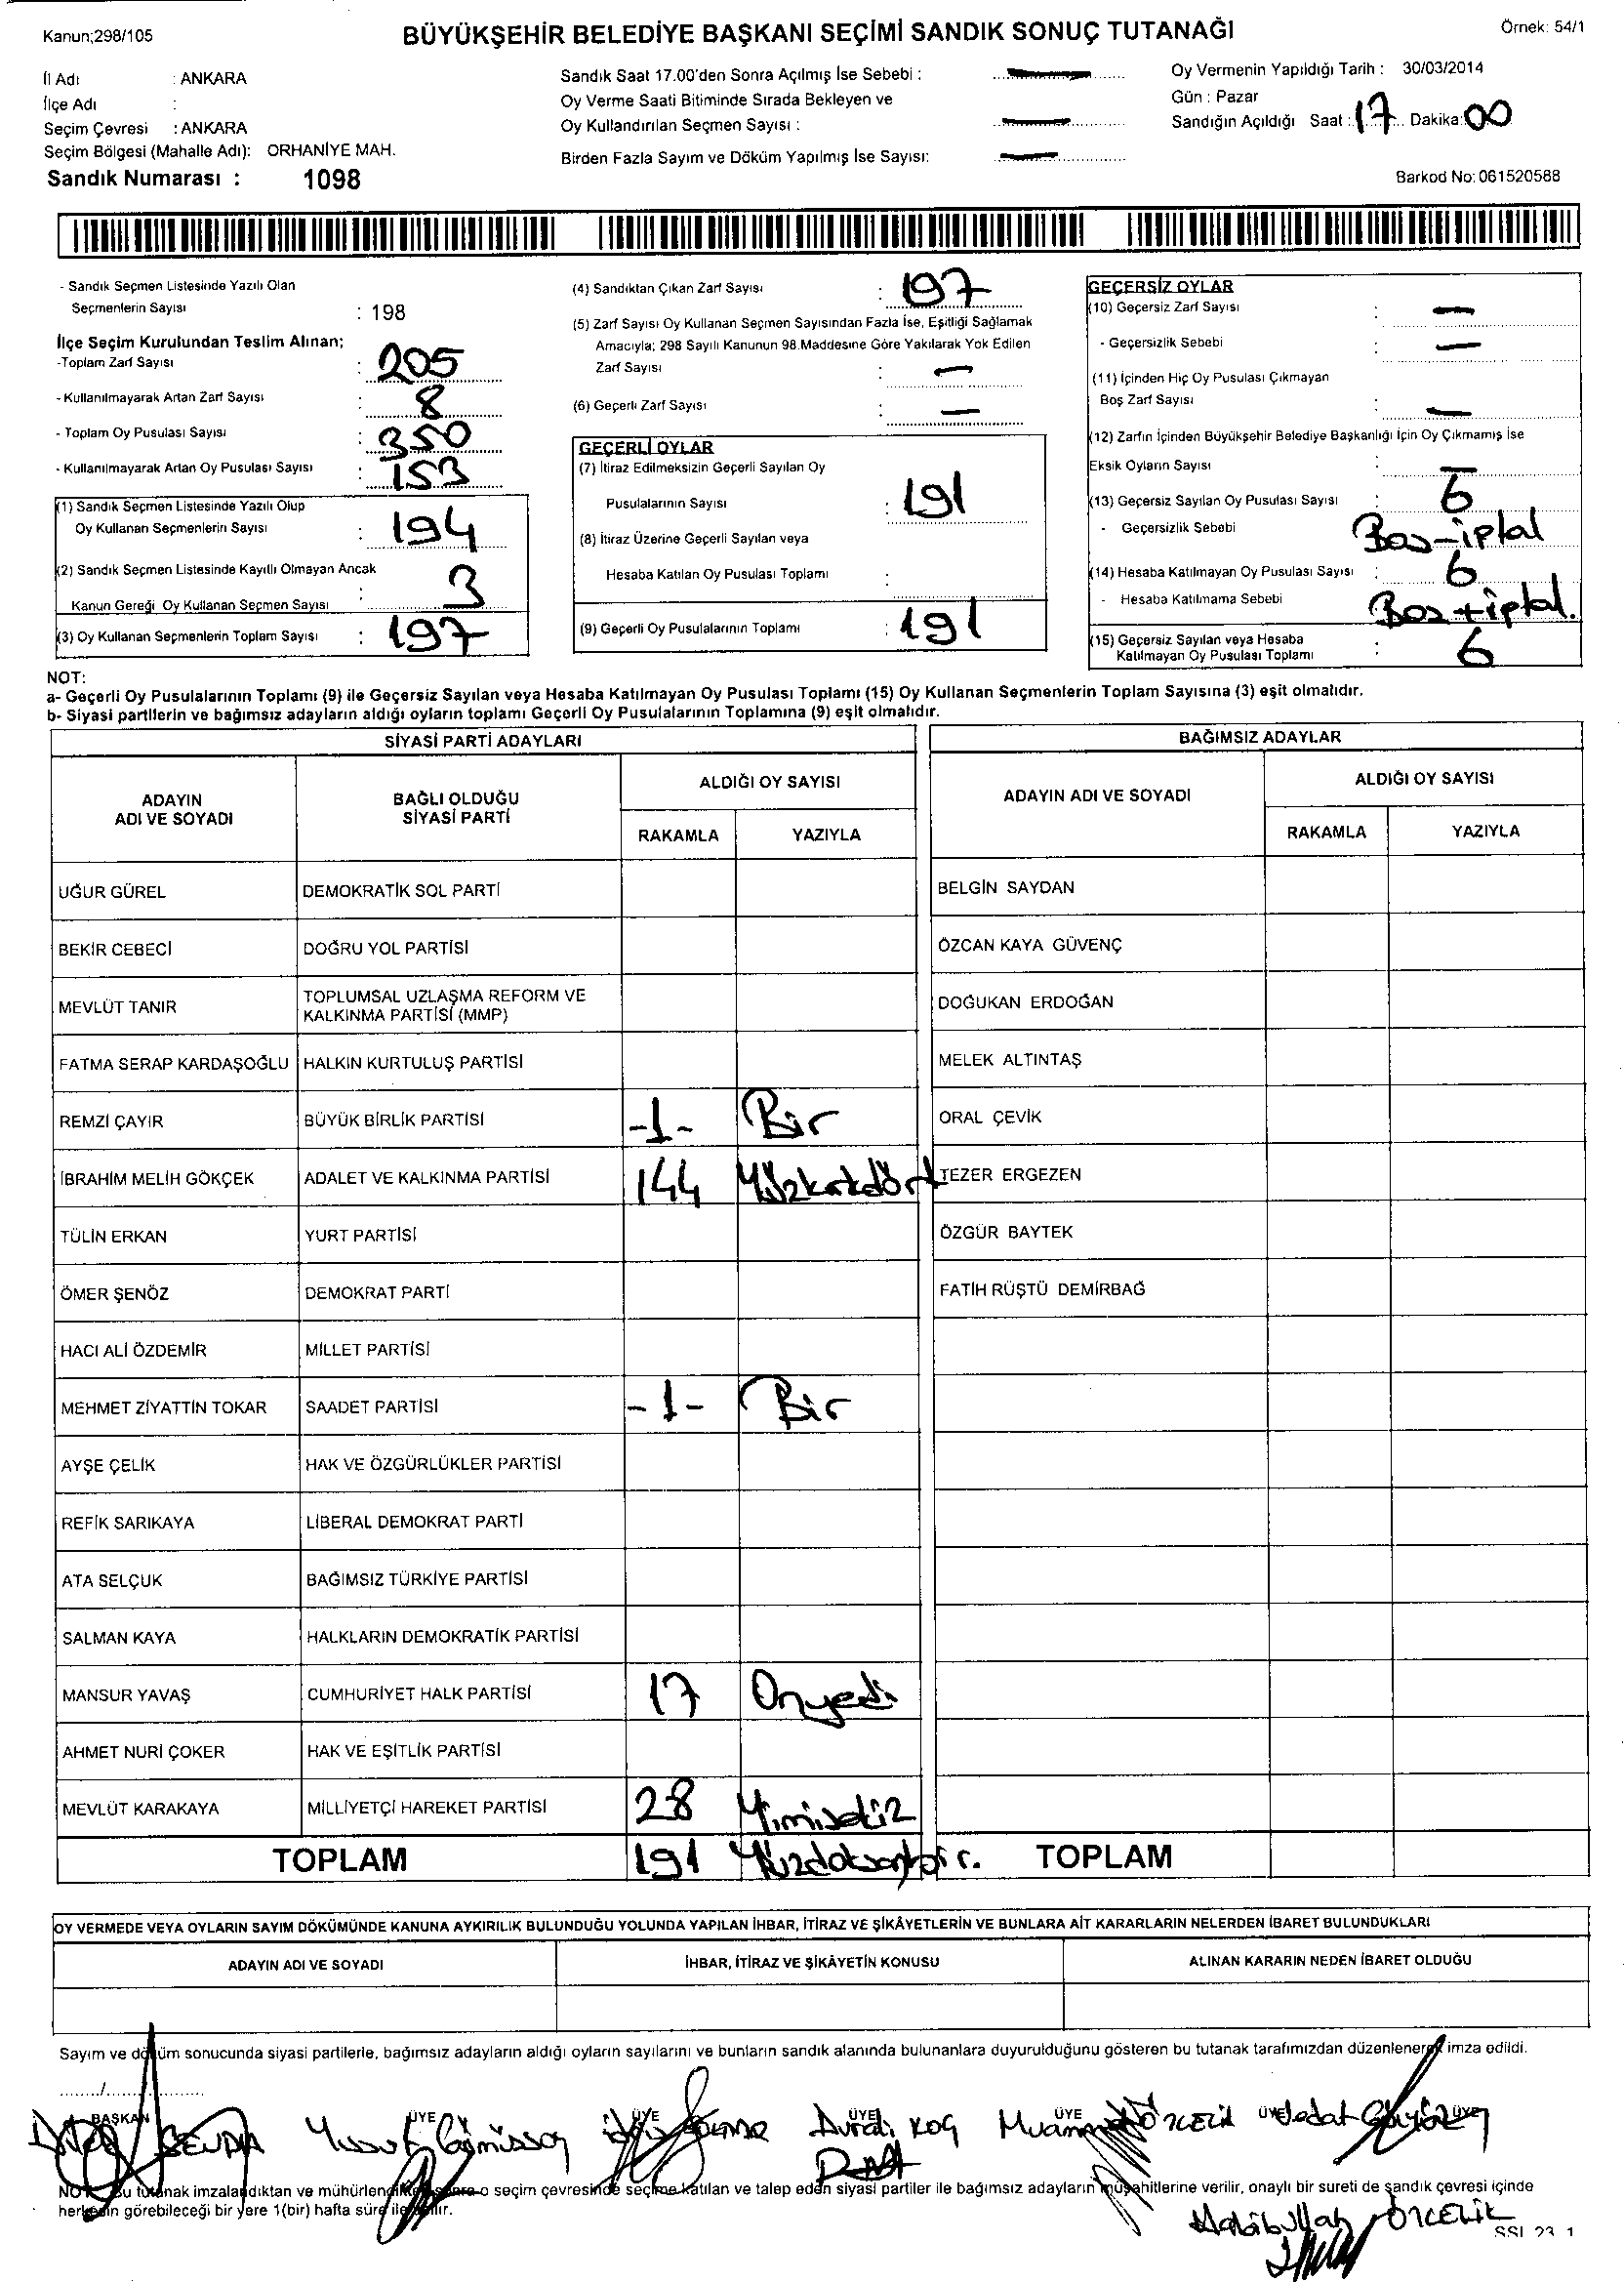 Kanun;298/105
BÜYÜKŞEHİR BELEDİYE BAŞKANI SEÇİMİ SANDIK SONUÇ TUTANAĞI
Örnek: 54/1
İl Adı : ANKARA
İlçe Adı :
Seçim Çevresi : ANKARA
Seçim Bölgesi (Mahalle Adı): ORHANİYE MAH.
Sandık Numarası : 1098
Sandık Saat 17.00'den Sonra Açılmış İse Sebebi : —
Oy Verme Saati Bitiminde Sırada Bekleyen ve
Oy Kullandırılan Seçmen Sayısı : —
Birden Fazla Sayım ve Döküm Yapılmış İse Sayısı: —
Oy Vermenin Yapıldığı Tarih : 30/03/2014
Gün : Pazar
Sandığın Açıldığı Saat : 17 Dakika: 00
Barkod No: 061520588
- Sandık Seçmen Listesinde Yazılı Olan
Seçmenlerin Sayısı : 198
İlçe Seçim Kurulundan Teslim Alınan;
-Toplam Zarf Sayısı : 205
- Kullanılmayarak Artan Zarf Sayısı : 8
- Toplam Oy Pusulası Sayısı : 350
- Kullanılmayarak Artan Oy Pusulası Sayısı : 153
(1) Sandık Seçmen Listesinde Yazılı Olup
Oy Kullanan Seçmenlerin Sayısı : 194
(2) Sandık Seçmen Listesinde Kayıtlı Olmayan Ancak
Kanun Gereği Oy Kullanan Seçmen Sayısı : 3
(3) Oy Kullanan Seçmenlerin Toplam Sayısı : 197
(4) Sandıktan Çıkan Zarf Sayısı : 197
(5) Zarf Sayısı Oy Kullanan Seçmen Sayısından Fazla İse, Eşitliği Sağlamak
Amacıyla; 298 Sayılı Kanunun 98.Maddesine Göre Yakılarak Yok Edilen
Zarf Sayısı : —
(6) Geçerli Zarf Sayısı : —
GEÇERLİ OYLAR
(7) İtiraz Edilmeksizin Geçerli Sayılan Oy
Pusulalarının Sayısı : 191
(8) İtiraz Üzerine Geçerli Sayılan veya
Hesaba Katılan Oy Pusulası Toplamı :
(9) Geçerli Oy Pusulalarının Toplamı : 191
GEÇERSİZ OYLAR
(10) Geçersiz Zarf Sayısı : —
- Geçersizlik Sebebi : —
(11) İçinden Hiç Oy Pusulası Çıkmayan
Boş Zarf Sayısı : —
(12) Zarfın İçinden Büyükşehir Belediye Başkanlığı İçin Oy Çıkmamış İse
Eksik Oyların Sayısı : —
(13) Geçersiz Sayılan Oy Pusulası Sayısı : 6
- Geçersizlik Sebebi Boş-iptal
(14) Hesaba Katılmayan Oy Pusulası Sayısı : 6
- Hesaba Katılmama Sebebi Boş+iptal.
(15) Geçersiz Sayılan veya Hesaba
Katılmayan Oy Pusulası Toplamı : 6
NOT:
a- Geçerli Oy Pusulalarının Toplamı (9) ile Geçersiz Sayılan veya Hesaba Katılmayan Oy Pusulası Toplamı (15) Oy Kullanan Seçmenlerin Toplam Sayısına (3) eşit olmalıdır.
b- Siyasi partilerin ve bağımsız adayların aldığı oyların toplamı Geçerli Oy Pusulalarının Toplamına (9) eşit olmalıdır.
SİYASİ PARTİ ADAYLARI
ADAYIN ADI VE SOYADI
BAĞLI OLDUĞU SİYASİ PARTİ
ALDIĞI OY SAYISI
RAKAMLA YAZIYLA
UĞUR GÜREL DEMOKRATİK SOL PARTİ
BEKİR CEBECİ DOĞRU YOL PARTİSİ
MEVLÜT TANIR TOPLUMSAL UZLAŞMA REFORM VE
KALKINMA PARTİSİ (MMP)
FATMA SERAP KARDAŞOĞLU HALKIN KURTULUŞ PARTİSİ
REMZİ ÇAYIR BÜYÜK BİRLİK PARTİSİ -1- Bir
İBRAHİM MELİH GÖKÇEK ADALET VE KALKINMA PARTİSİ 144 Yüzkırkdört
TÜLİN ERKAN YURT PARTİSİ
ÖMER ŞENÖZ DEMOKRAT PARTİ
HACI ALİ ÖZDEMİR MİLLET PARTİSİ
MEHMET ZİYATTİN TOKAR SAADET PARTİSİ -1- Bir
AYŞE ÇELİK HAK VE ÖZGÜRLÜKLER PARTİSİ
REFİK SARIKAYA LİBERAL DEMOKRAT PARTİ
ATA SELÇUK BAĞIMSIZ TÜRKİYE PARTİSİ
SALMAN KAYA HALKLARIN DEMOKRATİK PARTİSİ
MANSUR YAVAŞ CUMHURİYET HALK PARTİSİ 17 Onyedi
AHMET NURİ ÇOKER HAK VE EŞİTLİK PARTİSİ
MEVLÜT KARAKAYA MİLLİYETÇİ HAREKET PARTİSİ 28 Yimisekiz
TOPLAM 191 Yüzdoksanbir.
BAĞIMSIZ ADAYLAR
ADAYIN ADI VE SOYADI
ALDIĞI OY SAYISI
RAKAMLA YAZIYLA
BELGİN SAYDAN
ÖZCAN KAYA GÜVENÇ
DOĞUKAN ERDOĞAN
MELEK ALTINTAŞ
ORAL ÇEVİK
TEZER ERGEZEN
ÖZGÜR BAYTEK
FATİH RÜŞTÜ DEMİRBAĞ
TOPLAM
OY VERMEDE VEYA OYLARIN SAYIM DÖKÜMÜNDE KANUNA AYKIRILIK BULUNDUĞU YOLUNDA YAPILAN İHBAR, İTİRAZ VE ŞİKÂYETLERİN VE BUNLARA AİT KARARLARIN NELERDEN İBARET BULUNDUKLARI
ADAYIN ADI VE SOYADI İHBAR, İTİRAZ VE ŞİKÂYETİN KONUSU ALINAN KARARIN NEDEN İBARET OLDUĞU
Sayım ve döküm sonucunda siyasi partilerle, bağımsız adayların aldığı oyların sayılarını ve bunların sandık alanında bulunanlara duyurulduğunu gösteren bu tutanak tarafımızdan düzenlenerek imza edildi.
......../........
BAŞKAN ÜYE ÜYE ÜYE ÜYE ÜYE ÜYE
SEVDA Yusuf KOÇ ÖZÇELİK Vedat
NOT: Bu tutanak imzalandıktan ve mühürlendikten sonra o seçim çevresinde seçime katılan ve talep eden siyasi partiler ile bağımsız adayların müşahitlerine verilir, onaylı bir sureti de sandık çevresi içinde
herkesin görebileceği bir yere 1(bir) hafta süre ile asılır.
Habibullah ÖZÇELİK
SSI 23 1